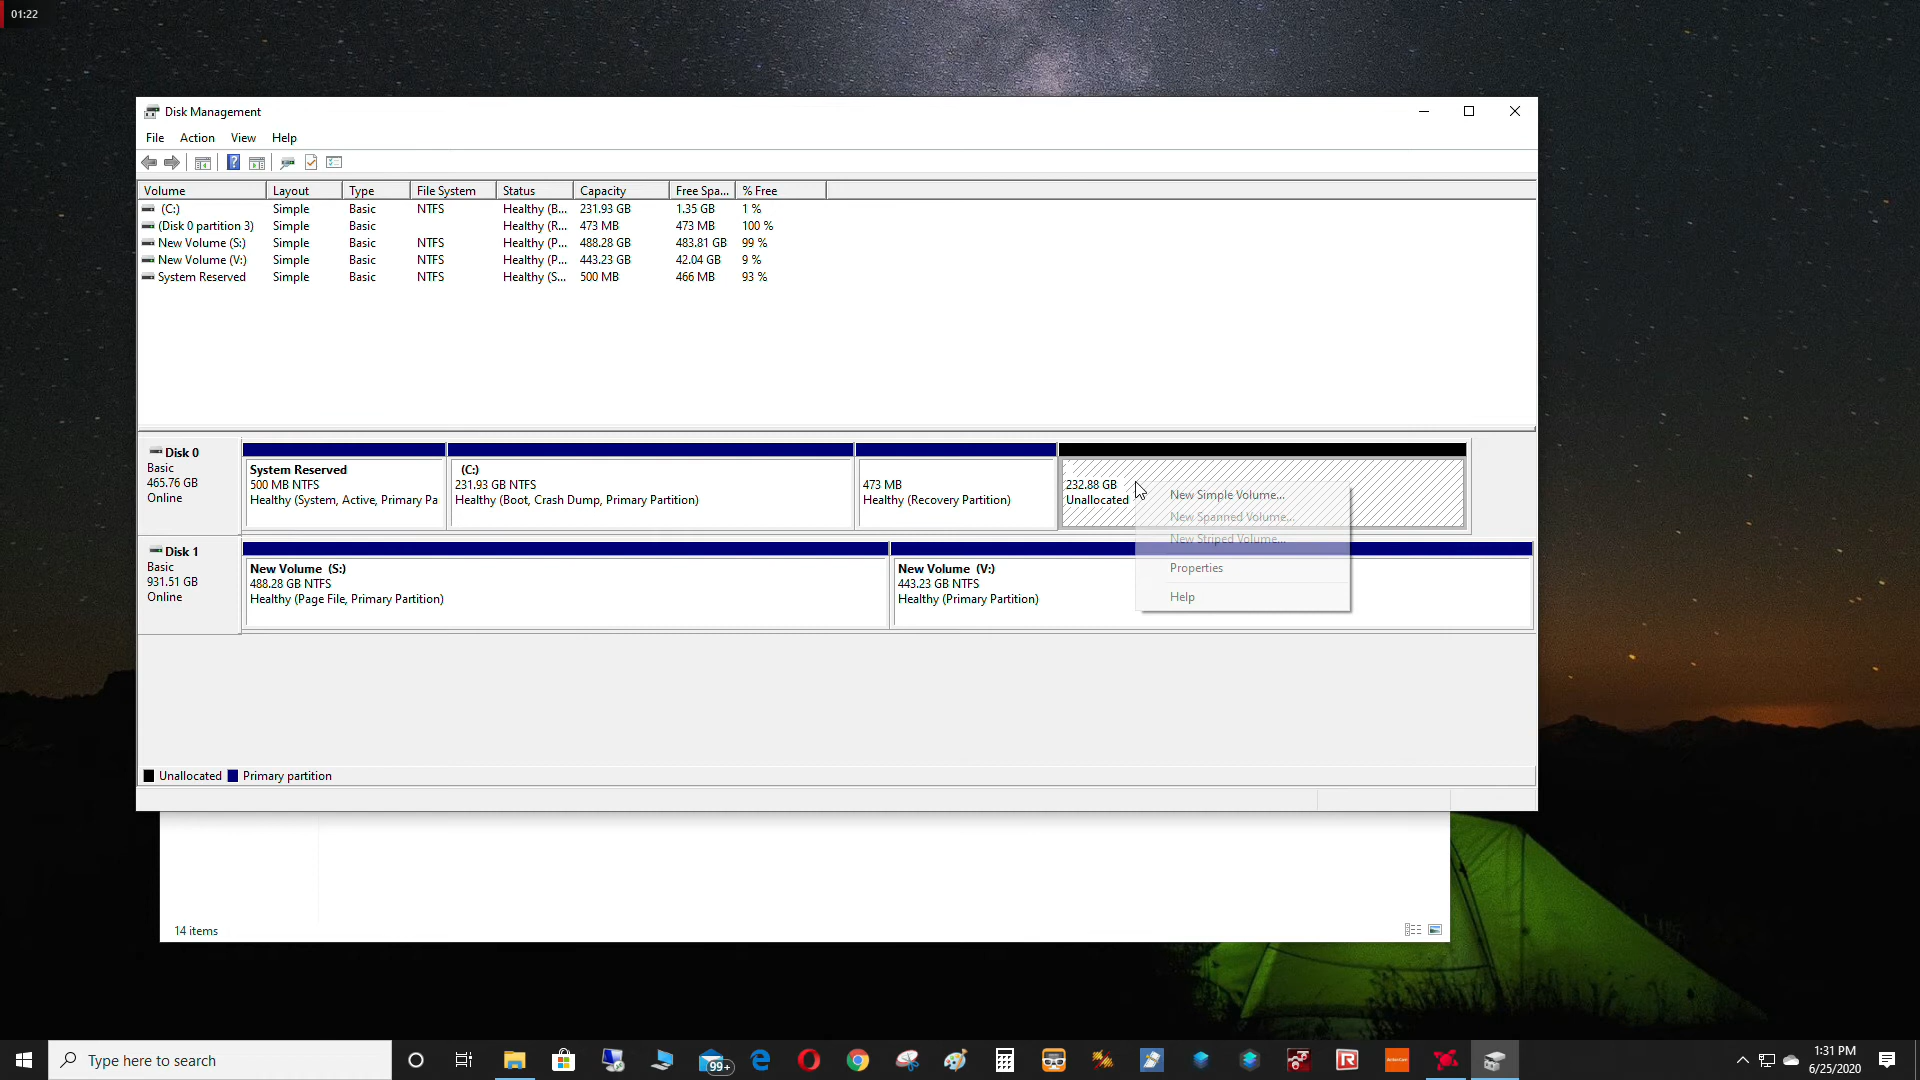 01:22
Disk Management
File Action View Help
Volume Layout Type File System Status Capacity Free Spa... % Free
(C:) Simple Basic NTFS Healthy (B... 231.93 GB 1.35 GB 1 %
(Disk 0 partition 3) Simple Basic Healthy (R... 473 MB 473 MB 100 %
New Volume (S:) Simple Basic NTFS Healthy (P... 488.28 GB 483.81 GB 99 %
New Volume (V:) Simple Basic NTFS Healthy (P... 443.23 GB 42.04 GB 9 %
System Reserved Simple Basic NTFS Healthy (S... 500 MB 466 MB 93 %
Disk 0
Basic
465.76 GB
Online
System Reserved
500 MB NTFS
Healthy (System, Active, Primary Pa
(C:)
231.93 GB NTFS
Healthy (Boot, Crash Dump, Primary Partition)
473 MB
Healthy (Recovery Partition)
232.88 GB
Unallocated
New Simple Volume...
New Spanned Volume...
New Striped Volume...
Properties
Help
Disk 1
Basic
931.51 GB
Online
New Volume (S:)
488.28 GB NTFS
Healthy (Page File, Primary Partition)
New Volume (V:)
443.23 GB NTFS
Healthy (Primary Partition)
Unallocated Primary partition
14 items
Type here to search
99+
1:31 PM
6/25/2020